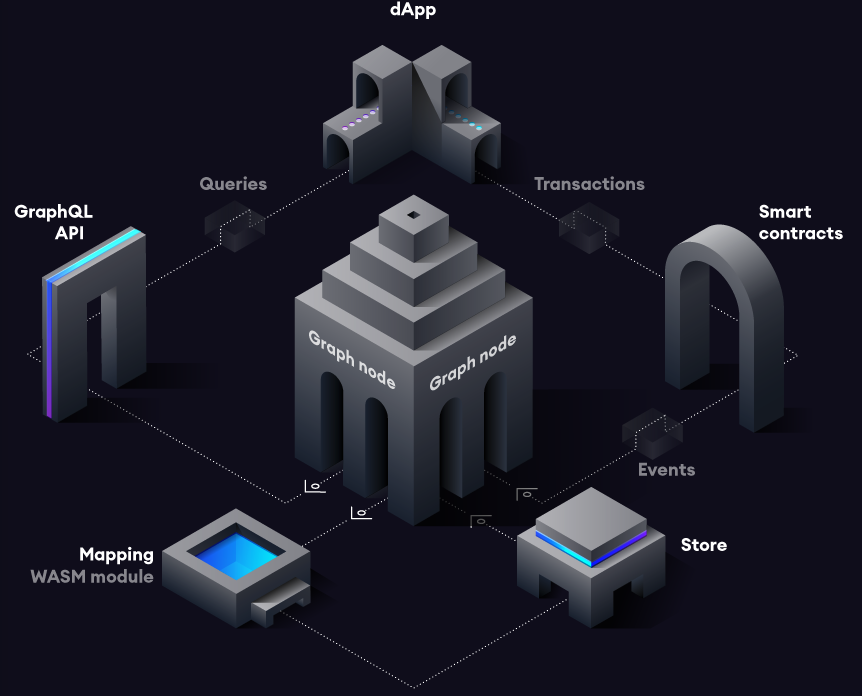 dApp
Queries
Transactions
GraphQL
API
Smart
contracts
Graph node
Graph node
Events
Mapping
WASM module
Store